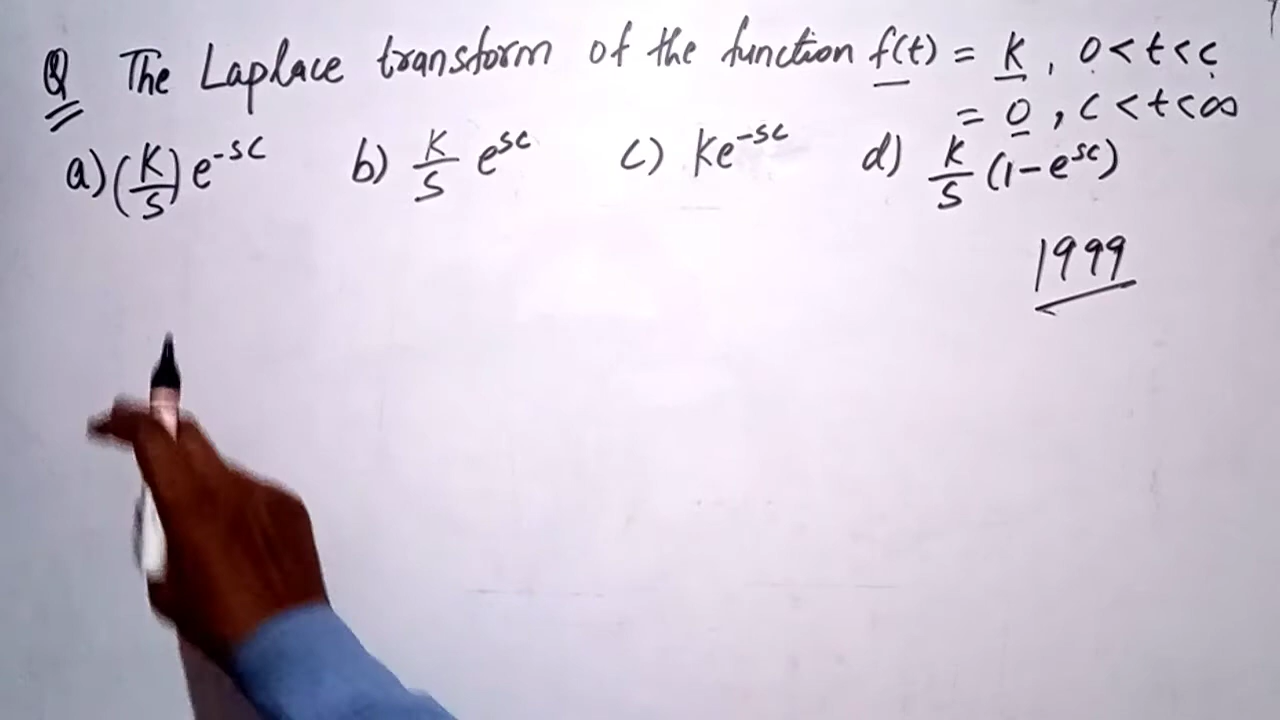 Q The Laplace transform of the function f(t) = k, 0<t<c
= 0, c<t<∞
a) (k/s) e^-sc b) k/s e^sc c) ke^-sc d) k/s (1-e^sc)
1999